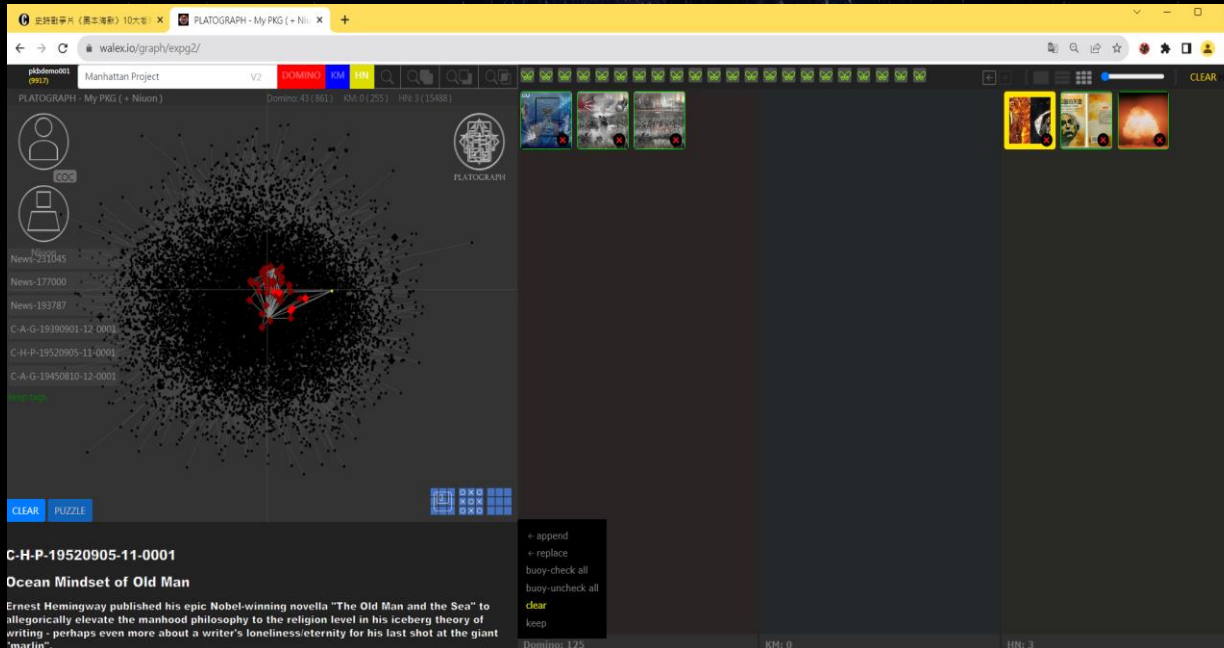 史詩戰爭片《黑本海默》10大看
PLATOGRAPH - My PKG ( + Niu
walex.io/graph/expg2/
pkbdemo001
(9917)
Manhattan Project
V2
DOMINO
KM
HN
CLEAR
PLATOGRAPH - My PKG ( + Niuon )
Domino: 43 ( 861 ) KM: 0 ( 255 ) HN: 3 ( 15488 )
COC
PLATOGRAPH
Niuon
News-231045
News-177000
News-193787
C-A-G-19390901-12-0001
C-H-P-19520905-11-0001
C-A-G-19450810-12-0001
keep tags
CLEAR
PUZZLE
C-H-P-19520905-11-0001
Ocean Mindset of Old Man
Ernest Hemingway published his epic Nobel-winning novella "The Old Man and the Sea" to
allegorically elevate the manhood philosophy to the religion level in his iceberg theory of
writing - perhaps even more about a writer's loneliness/eternity for his last shot at the giant
"marlin".
← append
← replace
buoy-check all
buoy-uncheck all
clear
keep
Domino: 125
KM: 0
HN: 3